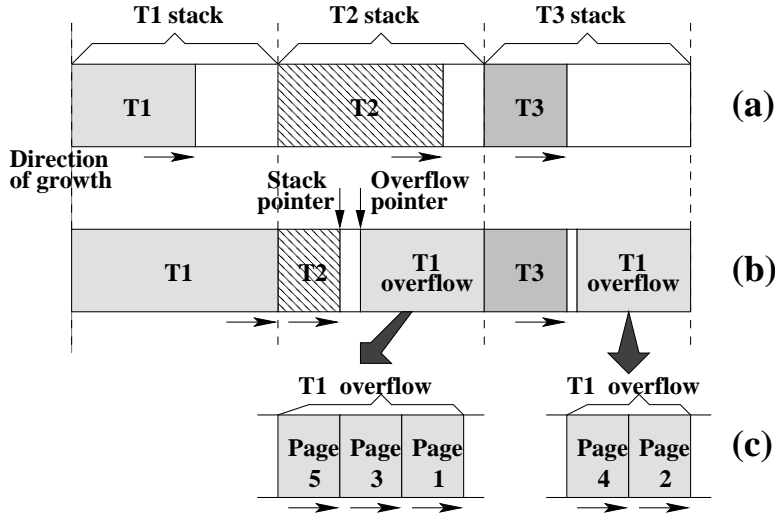 T1 stack T2 stack T3 stack
T1 T2 T3 (a)
Direction
of growth
Stack
pointer
Overflow
pointer
T1 T2 T1
overflow T3 T1
overflow (b)
T1 overflow T1 overflow
Page
5
Page
3
Page
1
Page
4
Page
2
(c)